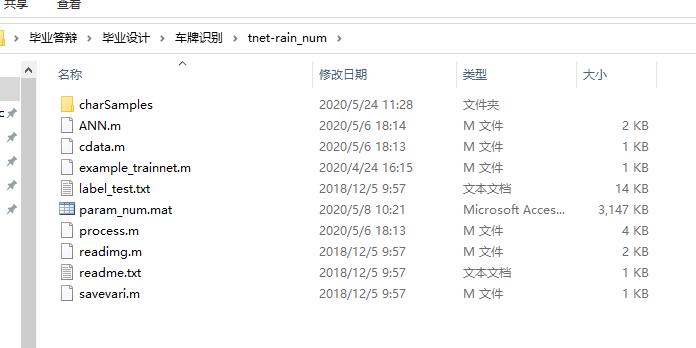 共享 查看
毕业答辩 > 毕业设计 > 车牌识别 > tnet-rain_num >
名称 修改日期 类型 大小
charSamples 2020/5/24 11:28 文件夹
ANN.m 2020/5/6 18:14 M 文件 2 KB
cdata.m 2020/5/6 18:13 M 文件 1 KB
example_trainnet.m 2020/4/24 16:15 M 文件 1 KB
label_test.txt 2018/12/5 9:57 文本文档 14 KB
param_num.mat 2020/5/8 10:21 Microsoft Acces... 3,147 KB
process.m 2020/5/6 18:13 M 文件 4 KB
readimg.m 2018/12/5 9:57 M 文件 2 KB
readme.txt 2018/12/5 9:57 文本文档 1 KB
savevari.m 2018/12/5 9:57 M 文件 1 KB